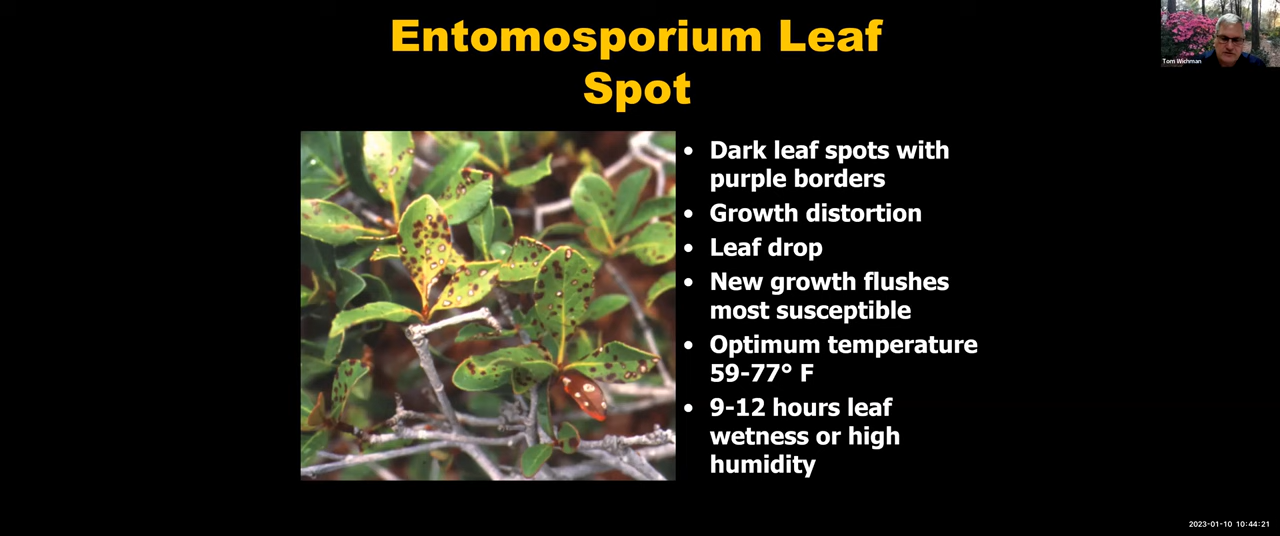 Entomosporium Leaf
Spot
Tom Wichman
• Dark leaf spots with
purple borders
• Growth distortion
• Leaf drop
• New growth flushes
most susceptible
• Optimum temperature
59-77° F
• 9-12 hours leaf
wetness or high
humidity
2023-01-10 10:44:21